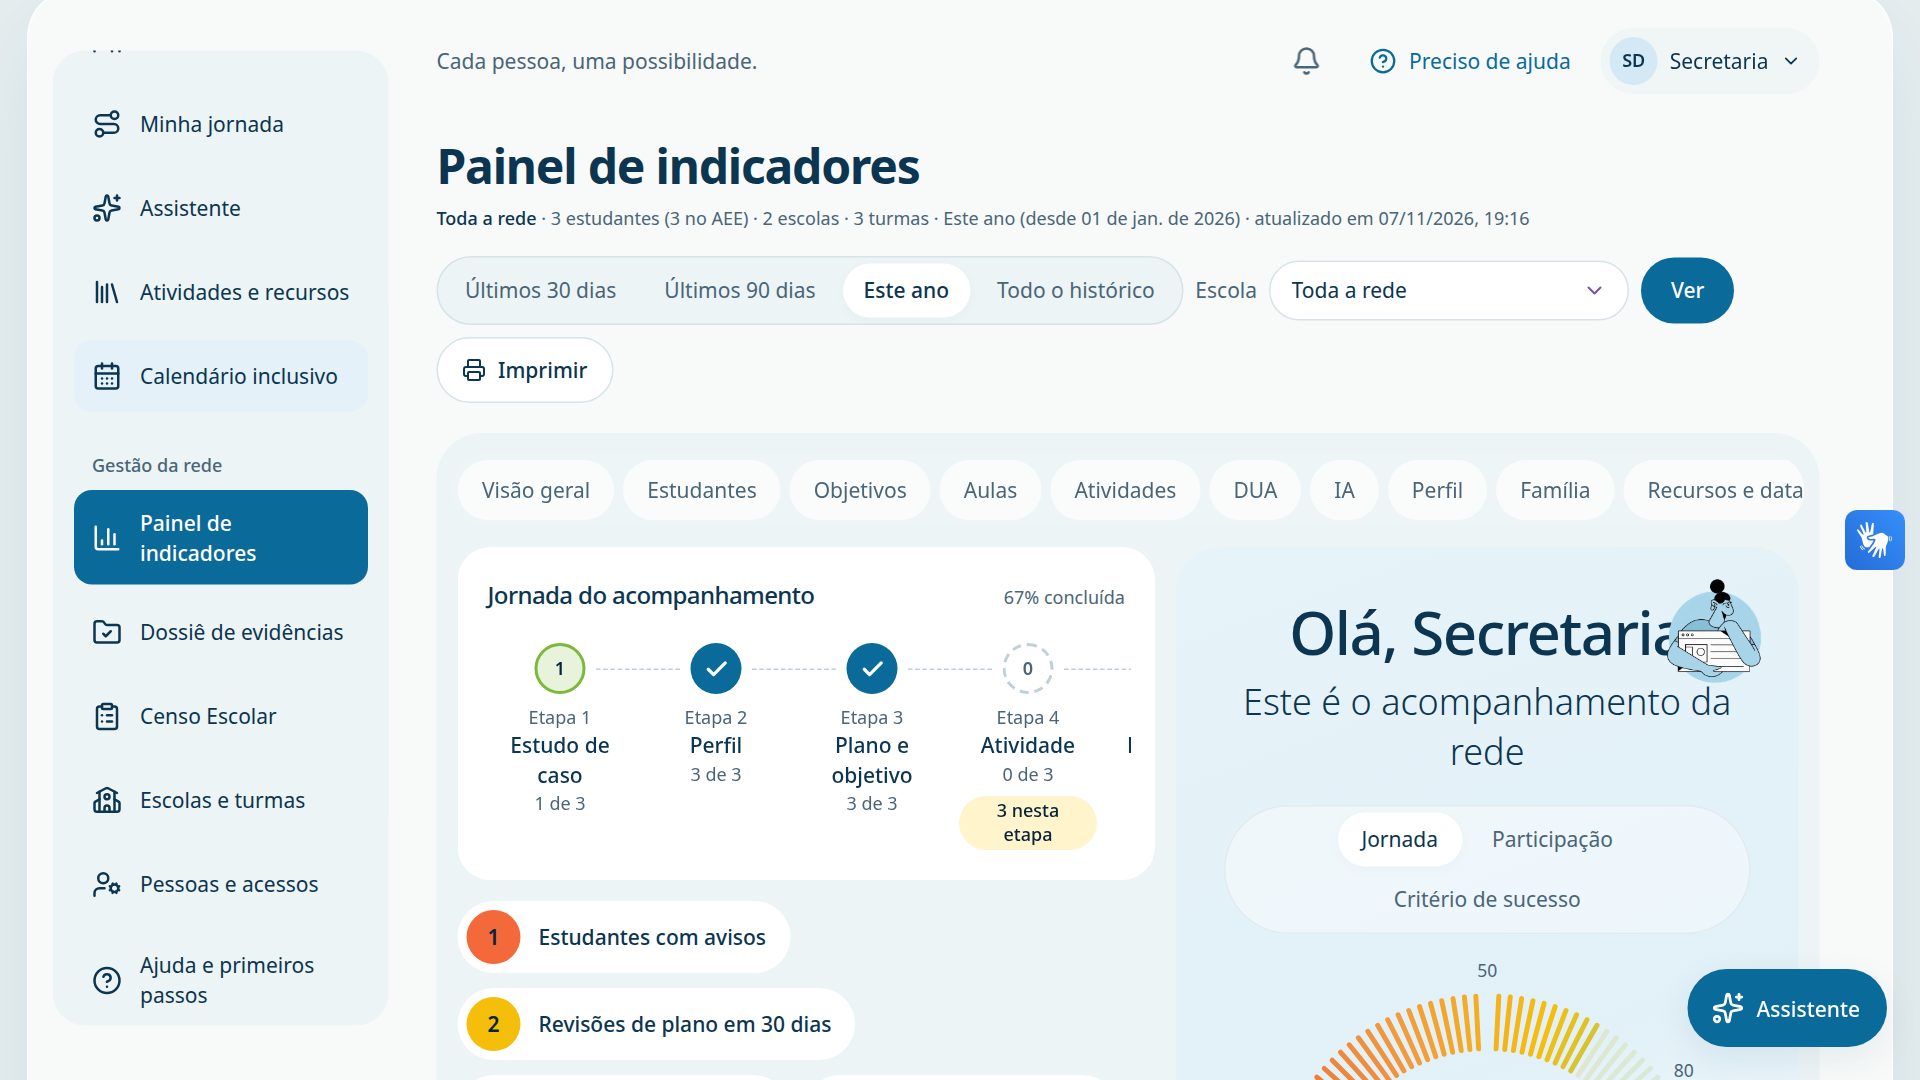 Cada pessoa, uma possibilidade.
Preciso de ajuda
SD Secretaria
Minha jornada
Assistente
Atividades e recursos
Calendário inclusivo
Gestão da rede
Painel de
indicadores
Dossiê de evidências
Censo Escolar
Escolas e turmas
Pessoas e acessos
Ajuda e primeiros
passos
Painel de indicadores
Toda a rede · 3 estudantes (3 no AEE) · 2 escolas · 3 turmas · Este ano (desde 01 de jan. de 2026) · atualizado em 07/11/2026, 19:16
Últimos 30 dias Últimos 90 dias Este ano Todo o histórico Escola Toda a rede Ver
Imprimir
Visão geral Estudantes Objetivos Aulas Atividades DUA IA Perfil Família Recursos e data
Jornada do acompanhamento 67% concluída
1 0
Etapa 1 Etapa 2 Etapa 3 Etapa 4
Estudo de Perfil Plano e Atividade
caso objetivo
1 de 3 3 de 3 3 de 3 0 de 3
3 nesta
etapa
1 Estudantes com avisos
2 Revisões de plano em 30 dias
Olá, Secretaria
Este é o acompanhamento da
rede
Jornada Participação
Critério de sucesso
50
80
Assistente